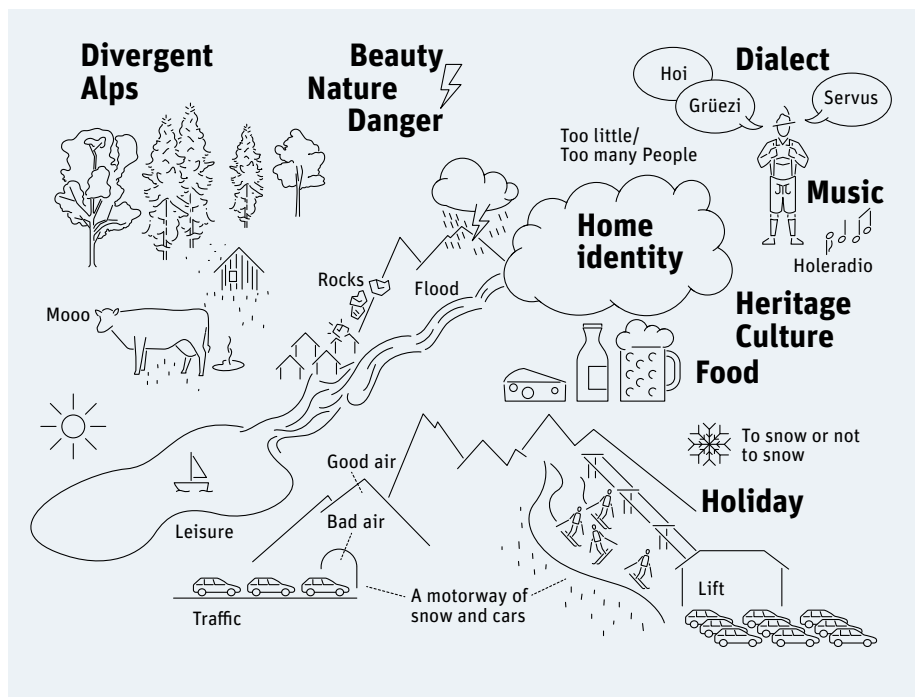 Divergent
Alps
Beauty
Nature
Danger
Dialect
Hoi
Grüezi
Servus
Too little/
Too many People
Music
Home
identity
Holeradio
Rocks
Flood
Heritage
Culture
Mooo
Food
To snow or not
to snow
Good air
Holiday
Bad air
Leisure
Lift
A motorway of
snow and cars
Traffic